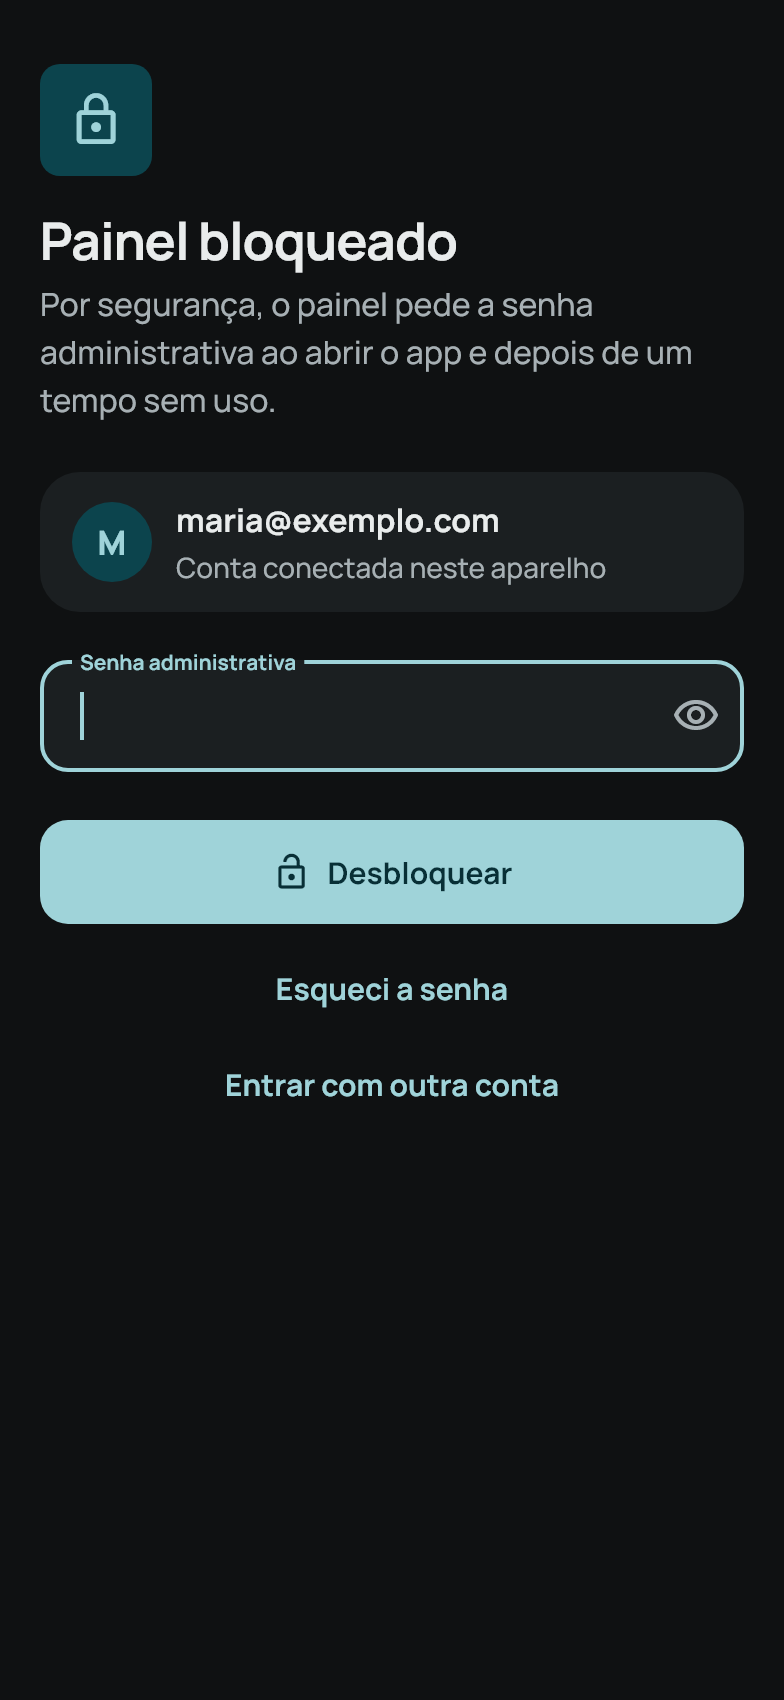 Painel bloqueado
Por segurança, o painel pede a senha
administrativa ao abrir o app e depois de um
tempo sem uso.
M
maria@exemplo.com
Conta conectada neste aparelho
Senha administrativa
Desbloquear
Esqueci a senha
Entrar com outra conta